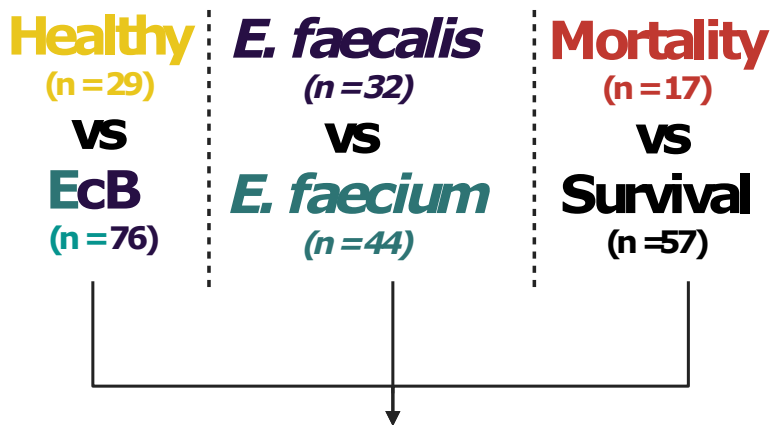 Healthy
(n = 29)
vs
EcB
(n = 76)
E. faecalis
(n = 32)
vs
E. faecium
(n = 44)
Mortality
(n = 17)
vs
Survival
(n =57)